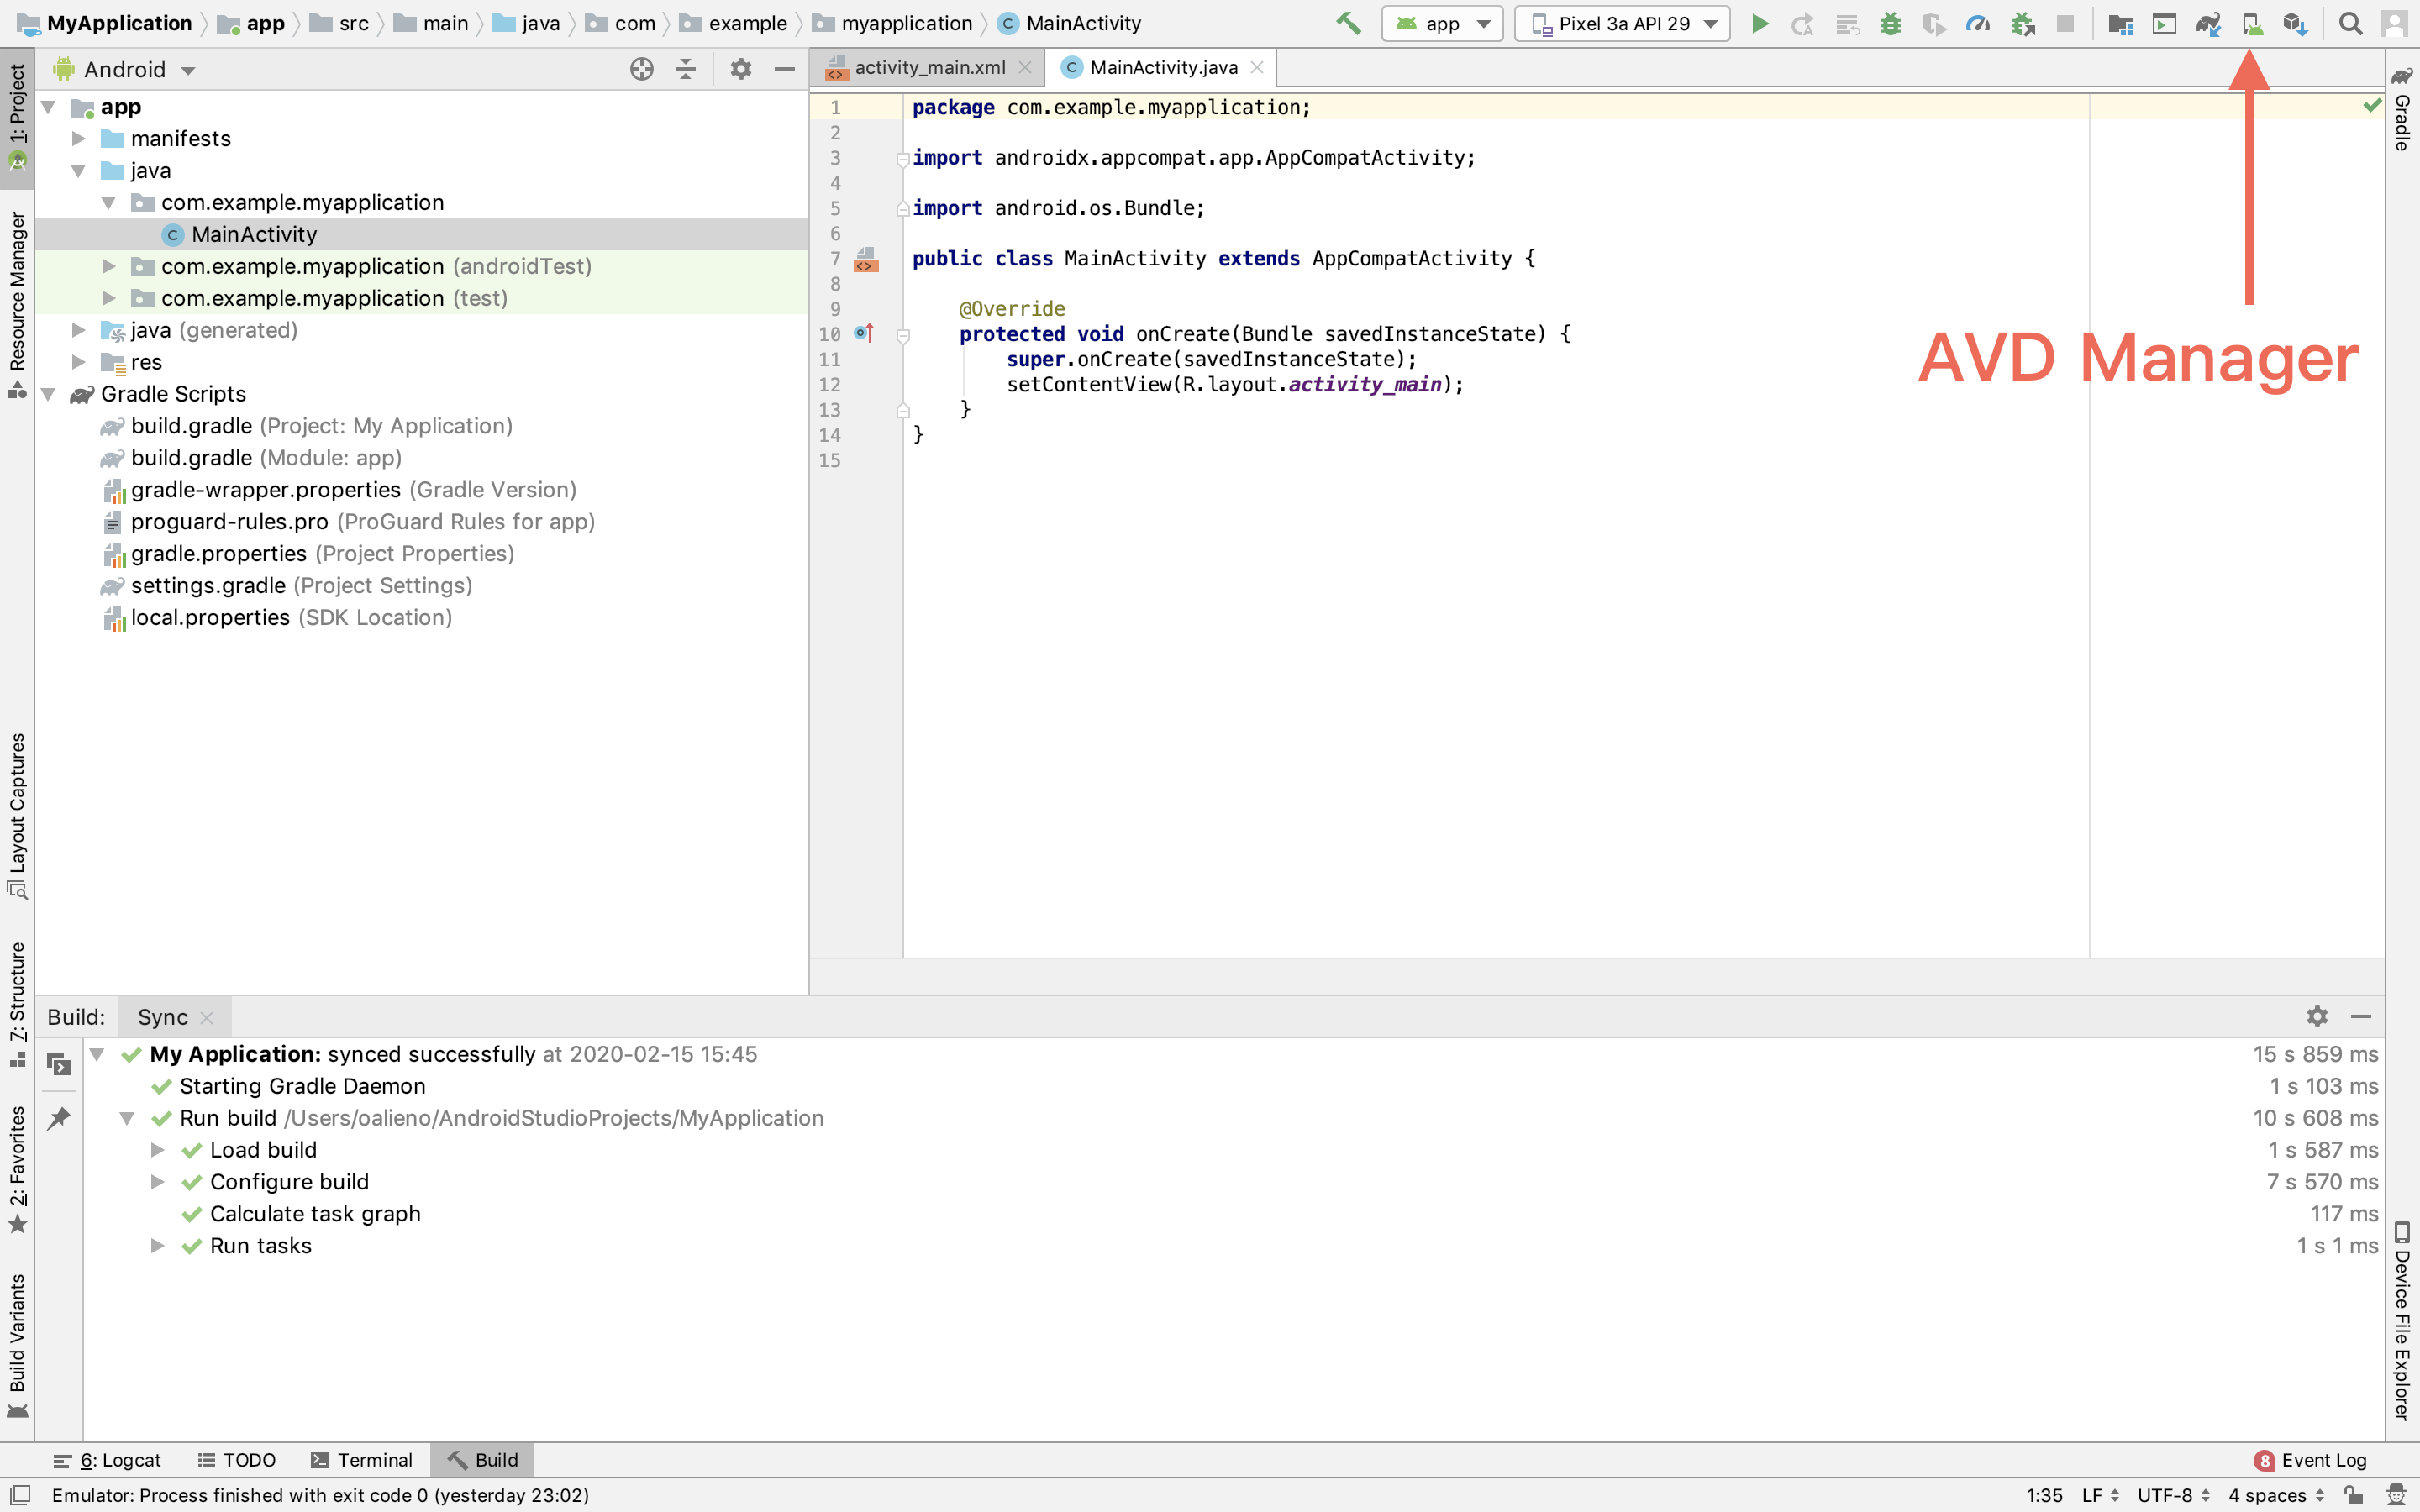 MyApplication app src main java com example myapplication MainActivity
app Pixel 3a API 29
1: Project
Resource Manager
Layout Captures
7: Structure
2: Favorites
Build Variants
Android
app
manifests
java
com.example.myapplication
MainActivity
com.example.myapplication (androidTest)
com.example.myapplication (test)
java (generated)
res
Gradle Scripts
build.gradle (Project: My Application)
build.gradle (Module: app)
gradle-wrapper.properties (Gradle Version)
proguard-rules.pro (ProGuard Rules for app)
gradle.properties (Project Properties)
settings.gradle (Project Settings)
local.properties (SDK Location)
activity_main.xml MainActivity.java
1 package com.example.myapplication;
2
3 import androidx.appcompat.app.AppCompatActivity;
4
5 import android.os.Bundle;
6
7 public class MainActivity extends AppCompatActivity {
8
9 @Override
10 protected void onCreate(Bundle savedInstanceState) {
11 super.onCreate(savedInstanceState);
12 setContentView(R.layout.activity_main);
13 }
14 }
15
AVD Manager
Gradle
Device File Explorer
Build: Sync
My Application: synced successfully at 2020-02-15 15:45 15 s 859 ms
Starting Gradle Daemon 1 s 103 ms
Run build /Users/oalieno/AndroidStudioProjects/MyApplication 10 s 608 ms
Load build 1 s 587 ms
Configure build 7 s 570 ms
Calculate task graph 117 ms
Run tasks 1 s 1 ms
6: Logcat TODO Terminal Build 8 Event Log
Emulator: Process finished with exit code 0 (yesterday 23:02) 1:35 LF UTF-8 4 spaces